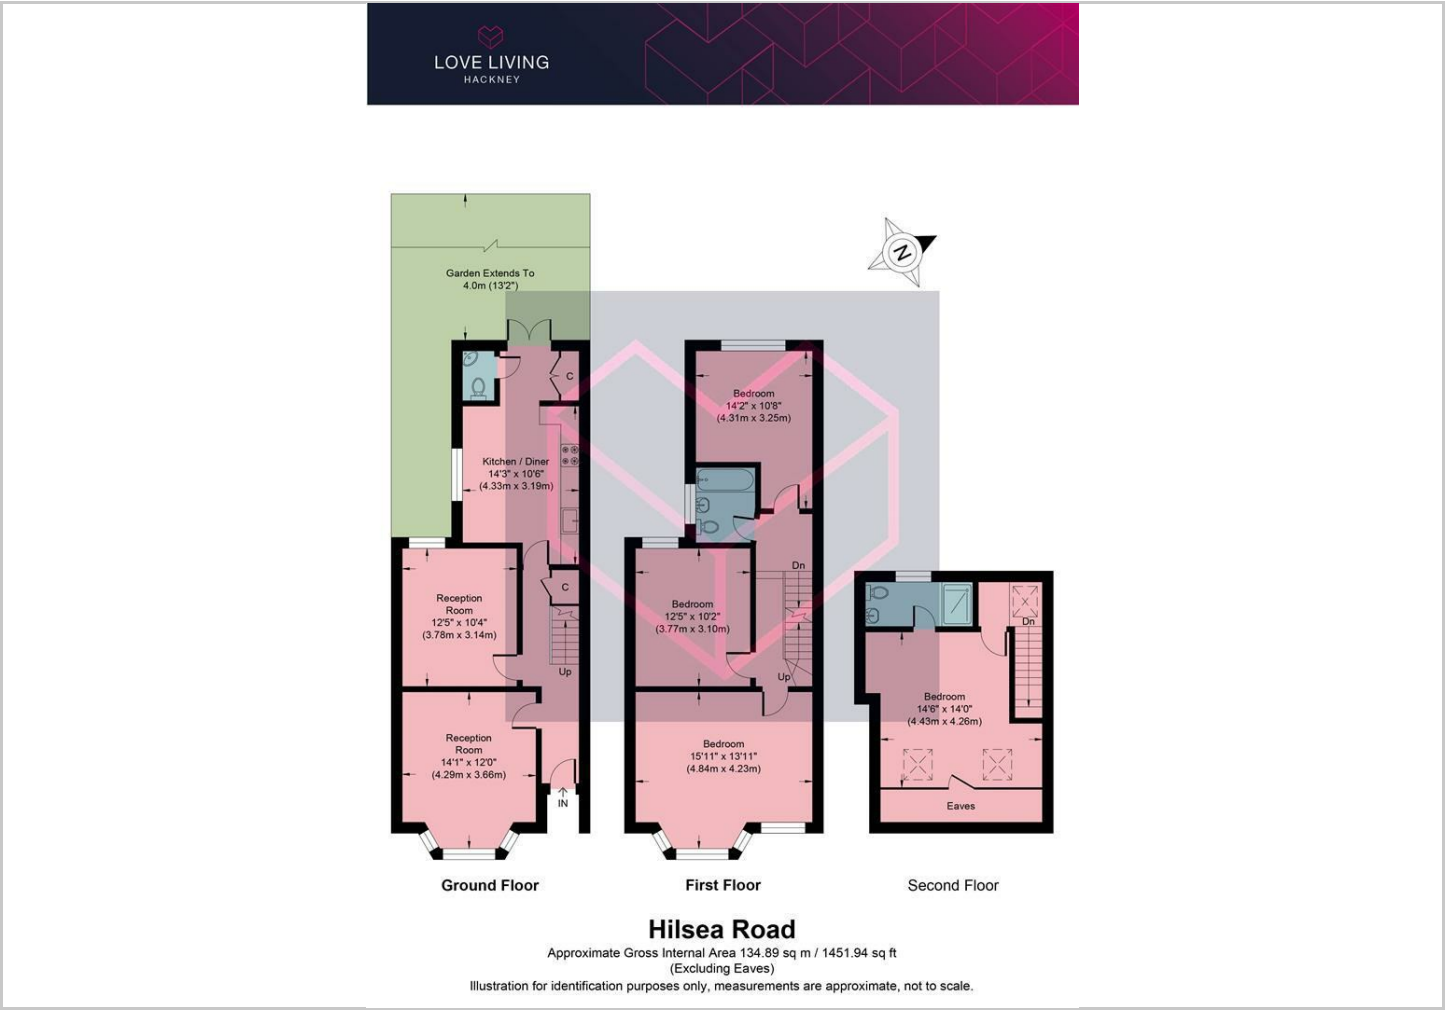 LOVE LIVING
HACKNEY
N
Garden Extends To
4.0m (13'2")
C
Kitchen / Diner
14'3" x 10'6"
(4.33m x 3.19m)
Reception
Room
12'5" x 10'4"
(3.78m x 3.14m)
C
Up
Reception
Room
14'1" x 12'0"
(4.29m x 3.66m)
IN
Ground Floor
Bedroom
14'2" x 10'8"
(4.31m x 3.25m)
Dn
Bedroom
12'5" x 10'2"
(3.77m x 3.10m)
Up
Bedroom
15'11" x 13'11"
(4.84m x 4.23m)
First Floor
Dn
Bedroom
14'6" x 14'0"
(4.43m x 4.26m)
Eaves
Second Floor
Hilsea Road
Approximate Gross Internal Area 134.89 sq m / 1451.94 sq ft
(Excluding Eaves)
Illustration for identification purposes only, measurements are approximate, not to scale.